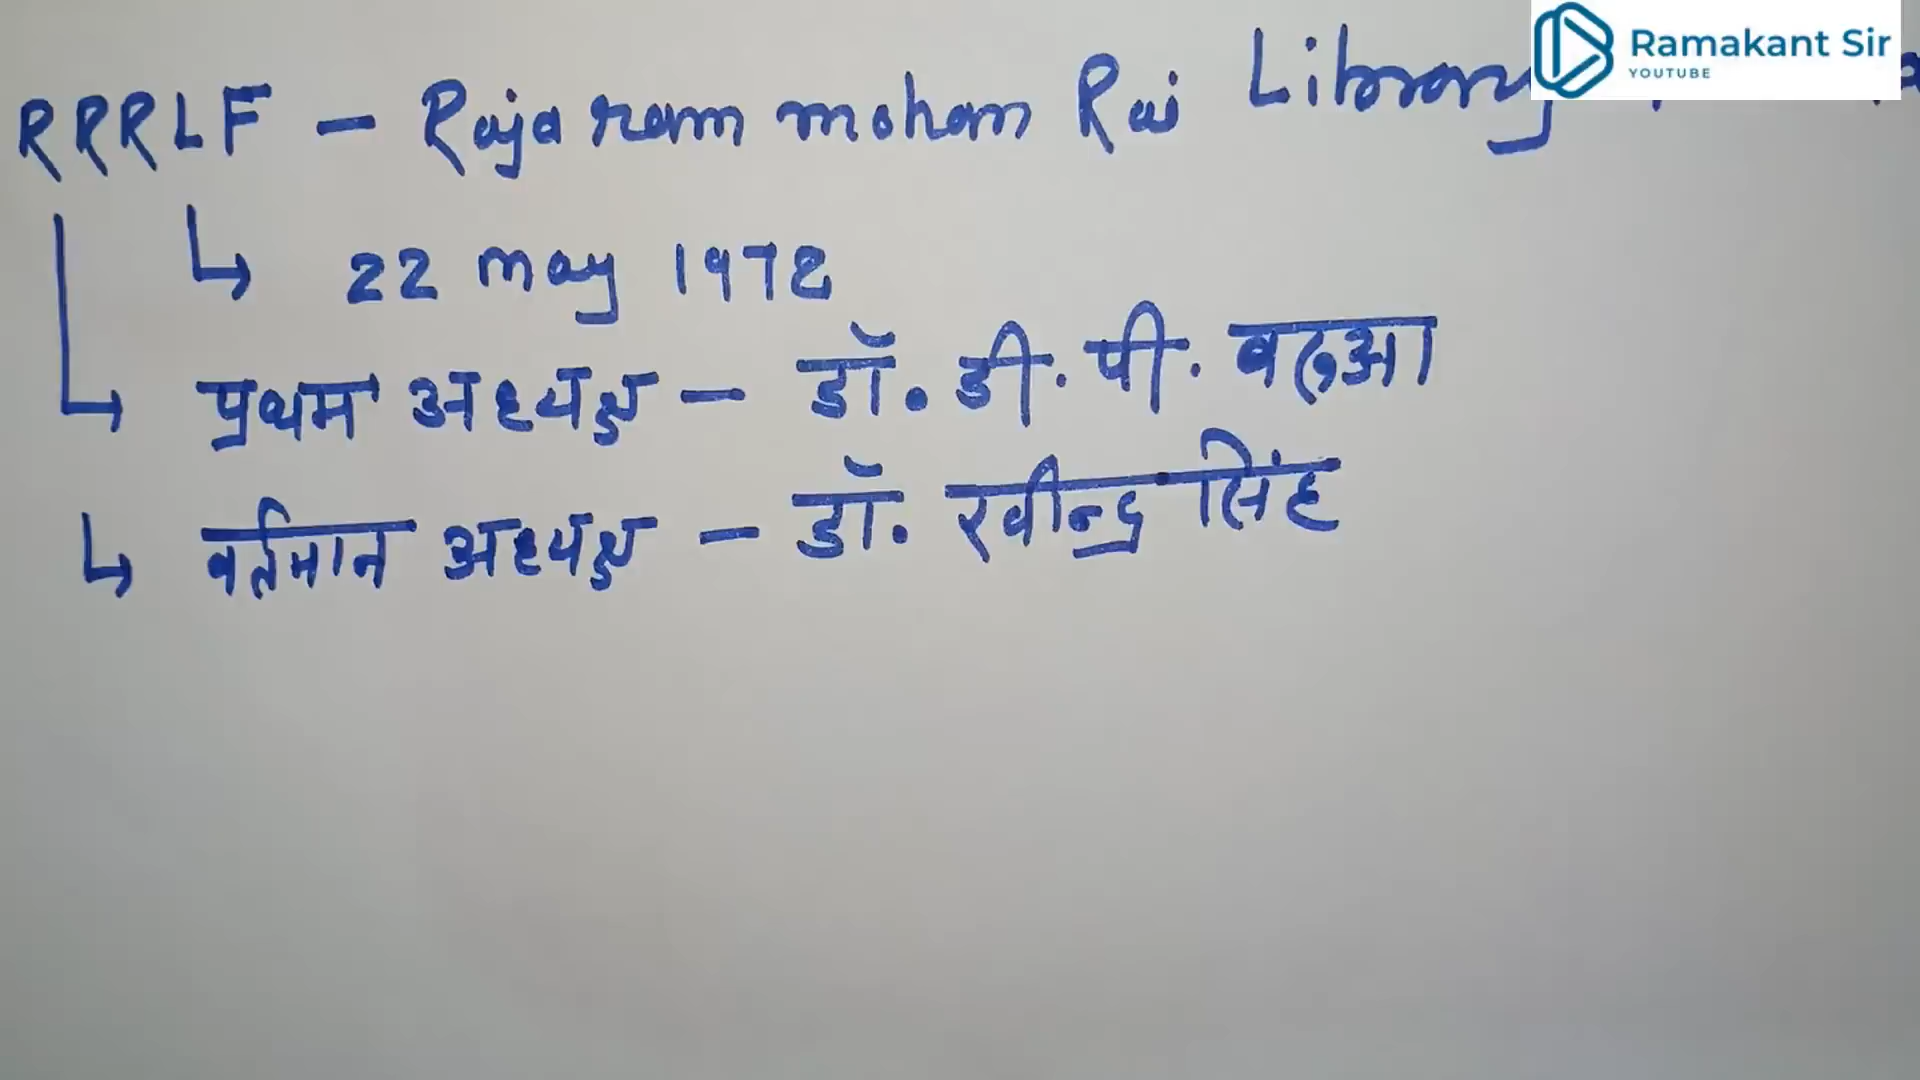 RRRLF - Raja ram mohan Rai Library
↳ 22 may 1972
↳ प्रथम अध्यक्ष - डॉ. डी. पी. बरुआ
↳ वर्तमान अध्यक्ष - डॉ. रवीन्द्र सिंह
Ramakant Sir
YOUTUBE